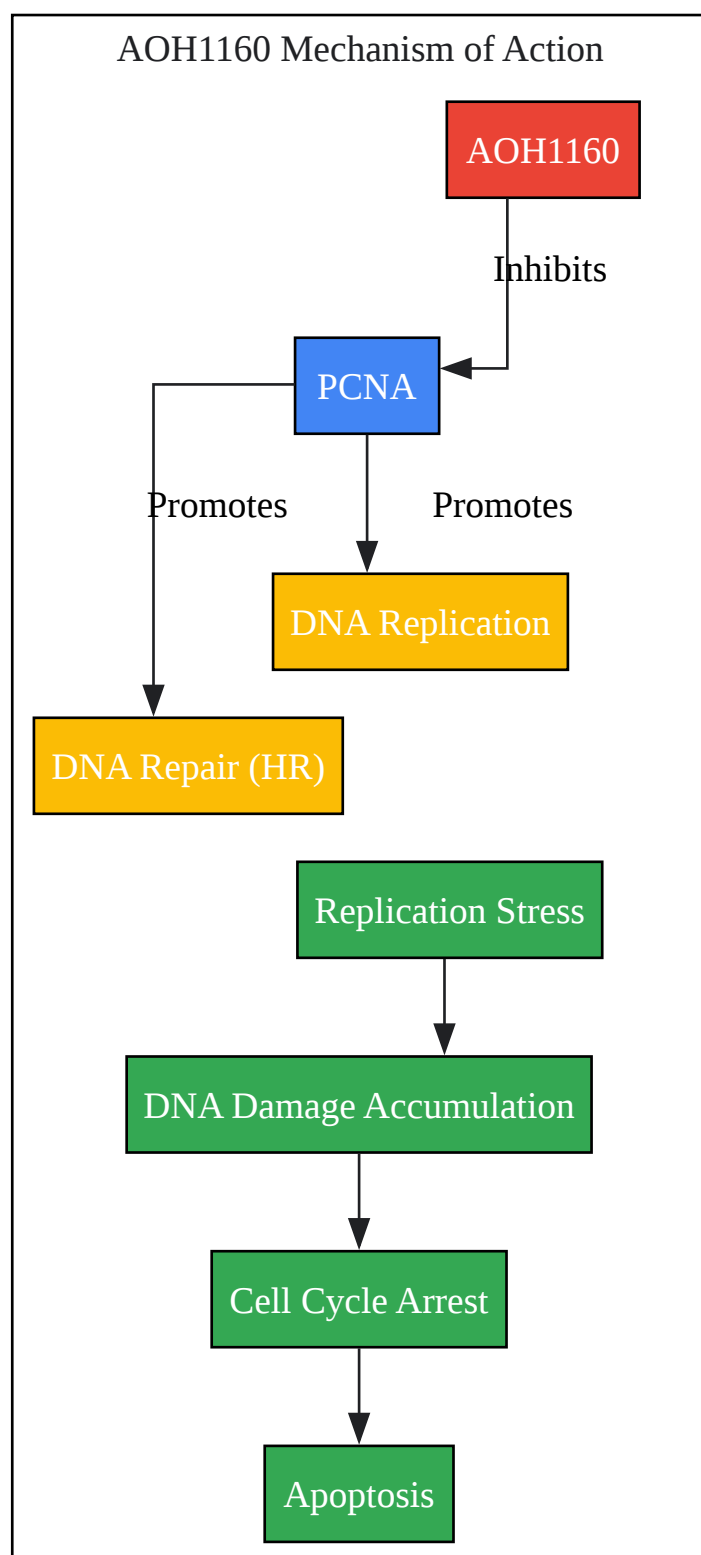 AOH1160 Mechanism of Action
AOH1160
Inhibits
PCNA
Promotes
Promotes
DNA Replication
DNA Repair (HR)
Replication Stress
DNA Damage Accumulation
Cell Cycle Arrest
Apoptosis